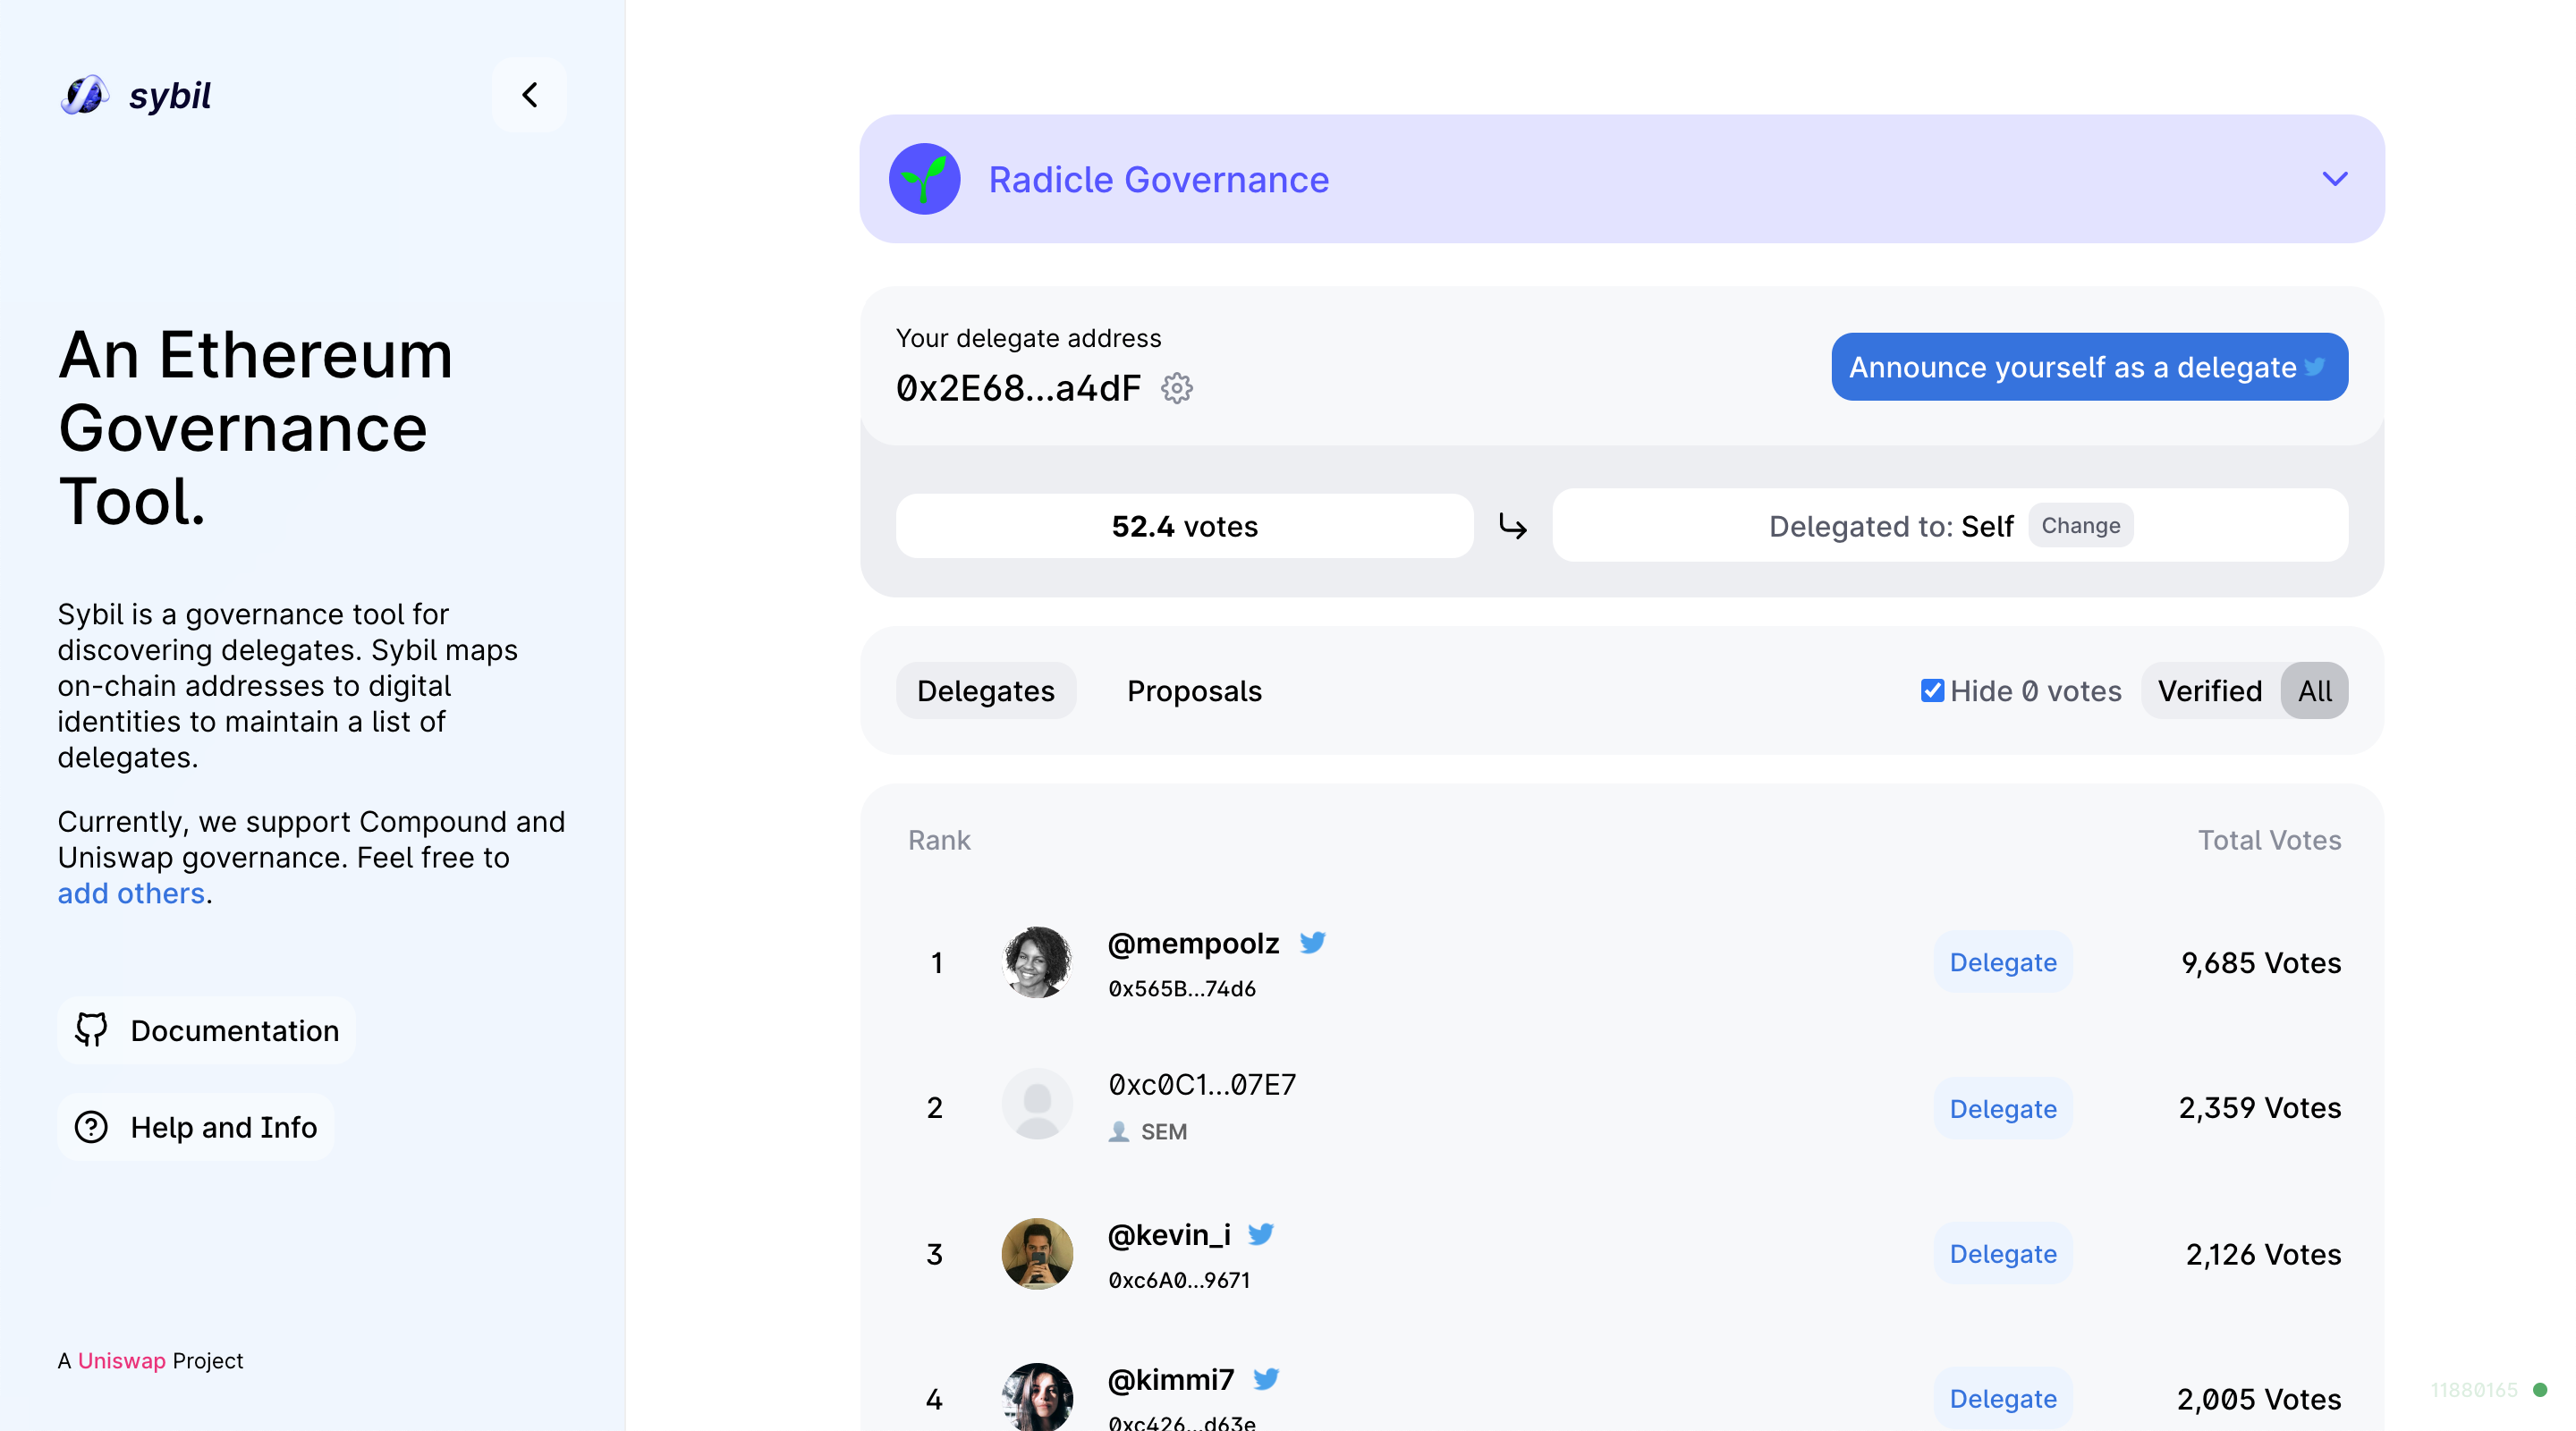 sybil
An Ethereum
Governance
Tool.
Sybil is a governance tool for
discovering delegates. Sybil maps
on-chain addresses to digital
identities to maintain a list of
delegates.
Currently, we support Compound and
Uniswap governance. Feel free to
add others.
Documentation
Help and Info
A Uniswap Project
Radicle Governance
Your delegate address
0x2E68...a4dF
Announce yourself as a delegate
52.4 votes
Delegated to: Self Change
Delegates Proposals Hide 0 votes Verified All
Rank Total Votes
1 @mempoolz Delegate 9,685 Votes
0x565B...74d6
2 0xc0C1...07E7 Delegate 2,359 Votes
SEM
3 @kevin_i Delegate 2,126 Votes
0xc6A0...9671
4 @kimmi7 Delegate 2,005 Votes
0xc426...d63e
11880165